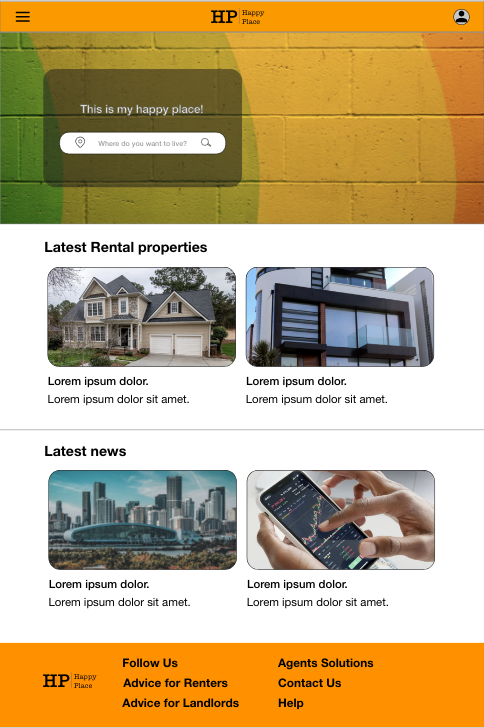 HP Happy
Place
This is my happy place!
Where do you want to live?
Latest Rental properties
Lorem ipsum dolor.
Lorem ipsum dolor sit amet.
Lorem ipsum dolor.
Lorem ipsum dolor sit amet.
Latest news
Lorem ipsum dolor.
Lorem ipsum dolor sit amet.
Lorem ipsum dolor.
Lorem ipsum dolor sit amet.
HP Happy
Place
Follow Us
Advice for Renters
Advice for Landlords
Agents Solutions
Contact Us
Help